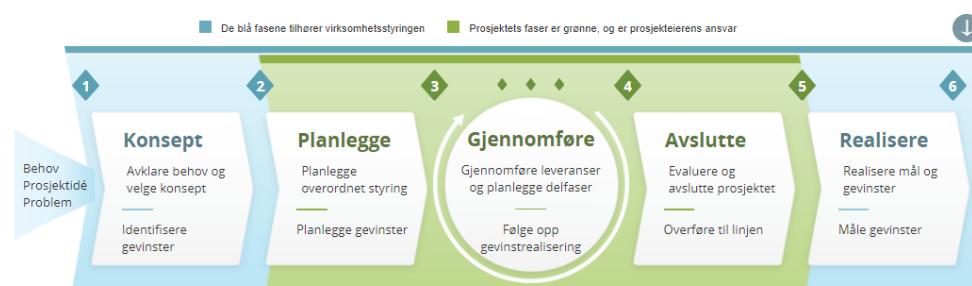 De blå fasene tilhører virksomhetsstyringen
Prosjektets faser er grønne, og er prosjekteierens ansvar
1
2
3
4
5
6
Behov
Prosjektidé
Problem
Konsept
Avklare behov og
velge konsept
Identifisere
gevinster
Planlegge
Planlegge
overordnet styring
Planlegge gevinster
Gjennomføre
Gjennomføre leveranser
og planlegge delfaser
Følge opp
gevinstrealisering
Avslutte
Evaluere og
avslutte prosjektet
Overføre til linjen
Realisere
Realisere mål og
gevinster
Måle gevinster